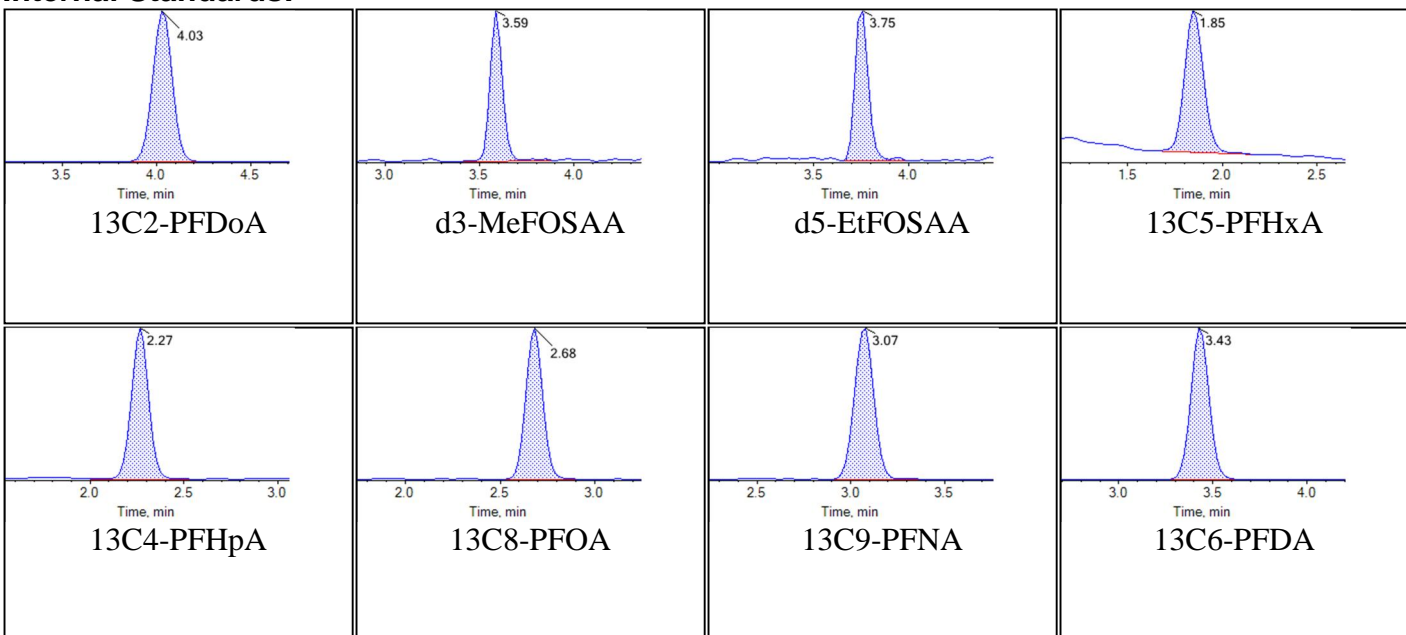 Internal Standards:
4.03
3.5 4.0 4.5
Time, min
13C2-PFDoA
3.59
3.0 3.5 4.0
Time, min
d3-MeFOSAA
3.75
3.5 4.0
Time, min
d5-EtFOSAA
1.85
1.5 2.0 2.5
Time, min
13C5-PFHxA
2.27
2.0 2.5 3.0
Time, min
13C4-PFHpA
2.68
2.0 2.5 3.0
Time, min
13C8-PFOA
3.07
2.5 3.0 3.5
Time, min
13C9-PFNA
3.43
3.0 3.5 4.0
Time, min
13C6-PFDA